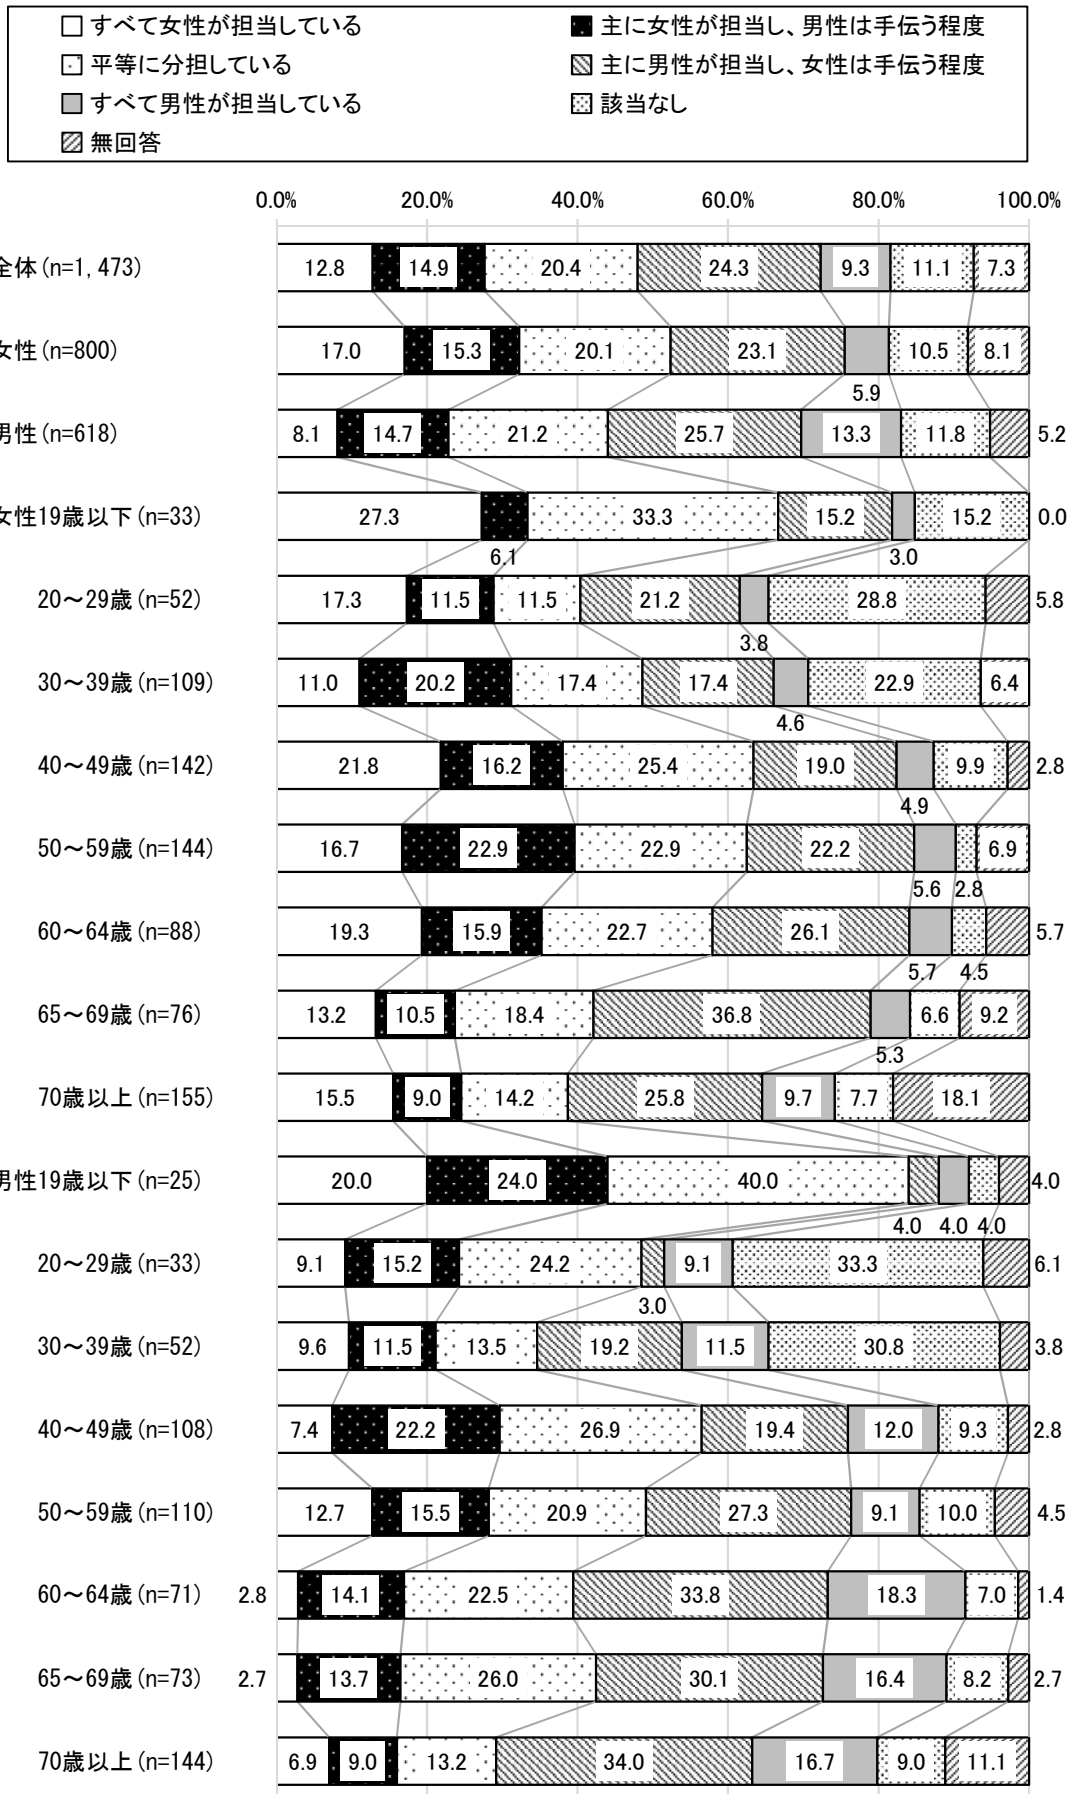 すべて女性が担当している 主に女性が担当し、男性は手伝う程度
平等に分担している 主に男性が担当し、女性は手伝う程度
すべて男性が担当している 該当なし
無回答
0.0% 20.0% 40.0% 60.0% 80.0% 100.0%
全体(n=1,473) 12.8 14.9 20.4 24.3 9.3 11.1 7.3
女性(n=800) 17.0 15.3 20.1 23.1 10.5 8.1
5.9
男性(n=618) 8.1 14.7 21.2 25.7 13.3 11.8 5.2
女性19歳以下(n=33) 27.3 33.3 15.2 15.2 0.0
6.1 3.0
20～29歳(n=52) 17.3 11.5 11.5 21.2 28.8 5.8
3.8
30～39歳(n=109) 11.0 20.2 17.4 17.4 22.9 6.4
4.6
40～49歳(n=142) 21.8 16.2 25.4 19.0 9.9 2.8
4.9
50～59歳(n=144) 16.7 22.9 22.9 22.2 6.9
5.6 2.8
60～64歳(n=88) 19.3 15.9 22.7 26.1 5.7
5.7 4.5
65～69歳(n=76) 13.2 10.5 18.4 36.8 6.6 9.2
5.3
70歳以上(n=155) 15.5 9.0 14.2 25.8 9.7 7.7 18.1
男性19歳以下(n=25) 20.0 24.0 40.0 4.0
4.0 4.0 4.0
20～29歳(n=33) 9.1 15.2 24.2 9.1 33.3 6.1
3.0
30～39歳(n=52) 9.6 11.5 13.5 19.2 11.5 30.8 3.8
40～49歳(n=108) 7.4 22.2 26.9 19.4 12.0 9.3 2.8
50～59歳(n=110) 12.7 15.5 20.9 27.3 9.1 10.0 4.5
60～64歳(n=71) 2.8 14.1 22.5 33.8 18.3 7.0 1.4
65～69歳(n=73) 2.7 13.7 26.0 30.1 16.4 8.2 2.7
70歳以上(n=144) 6.9 9.0 13.2 34.0 16.7 9.0 11.1